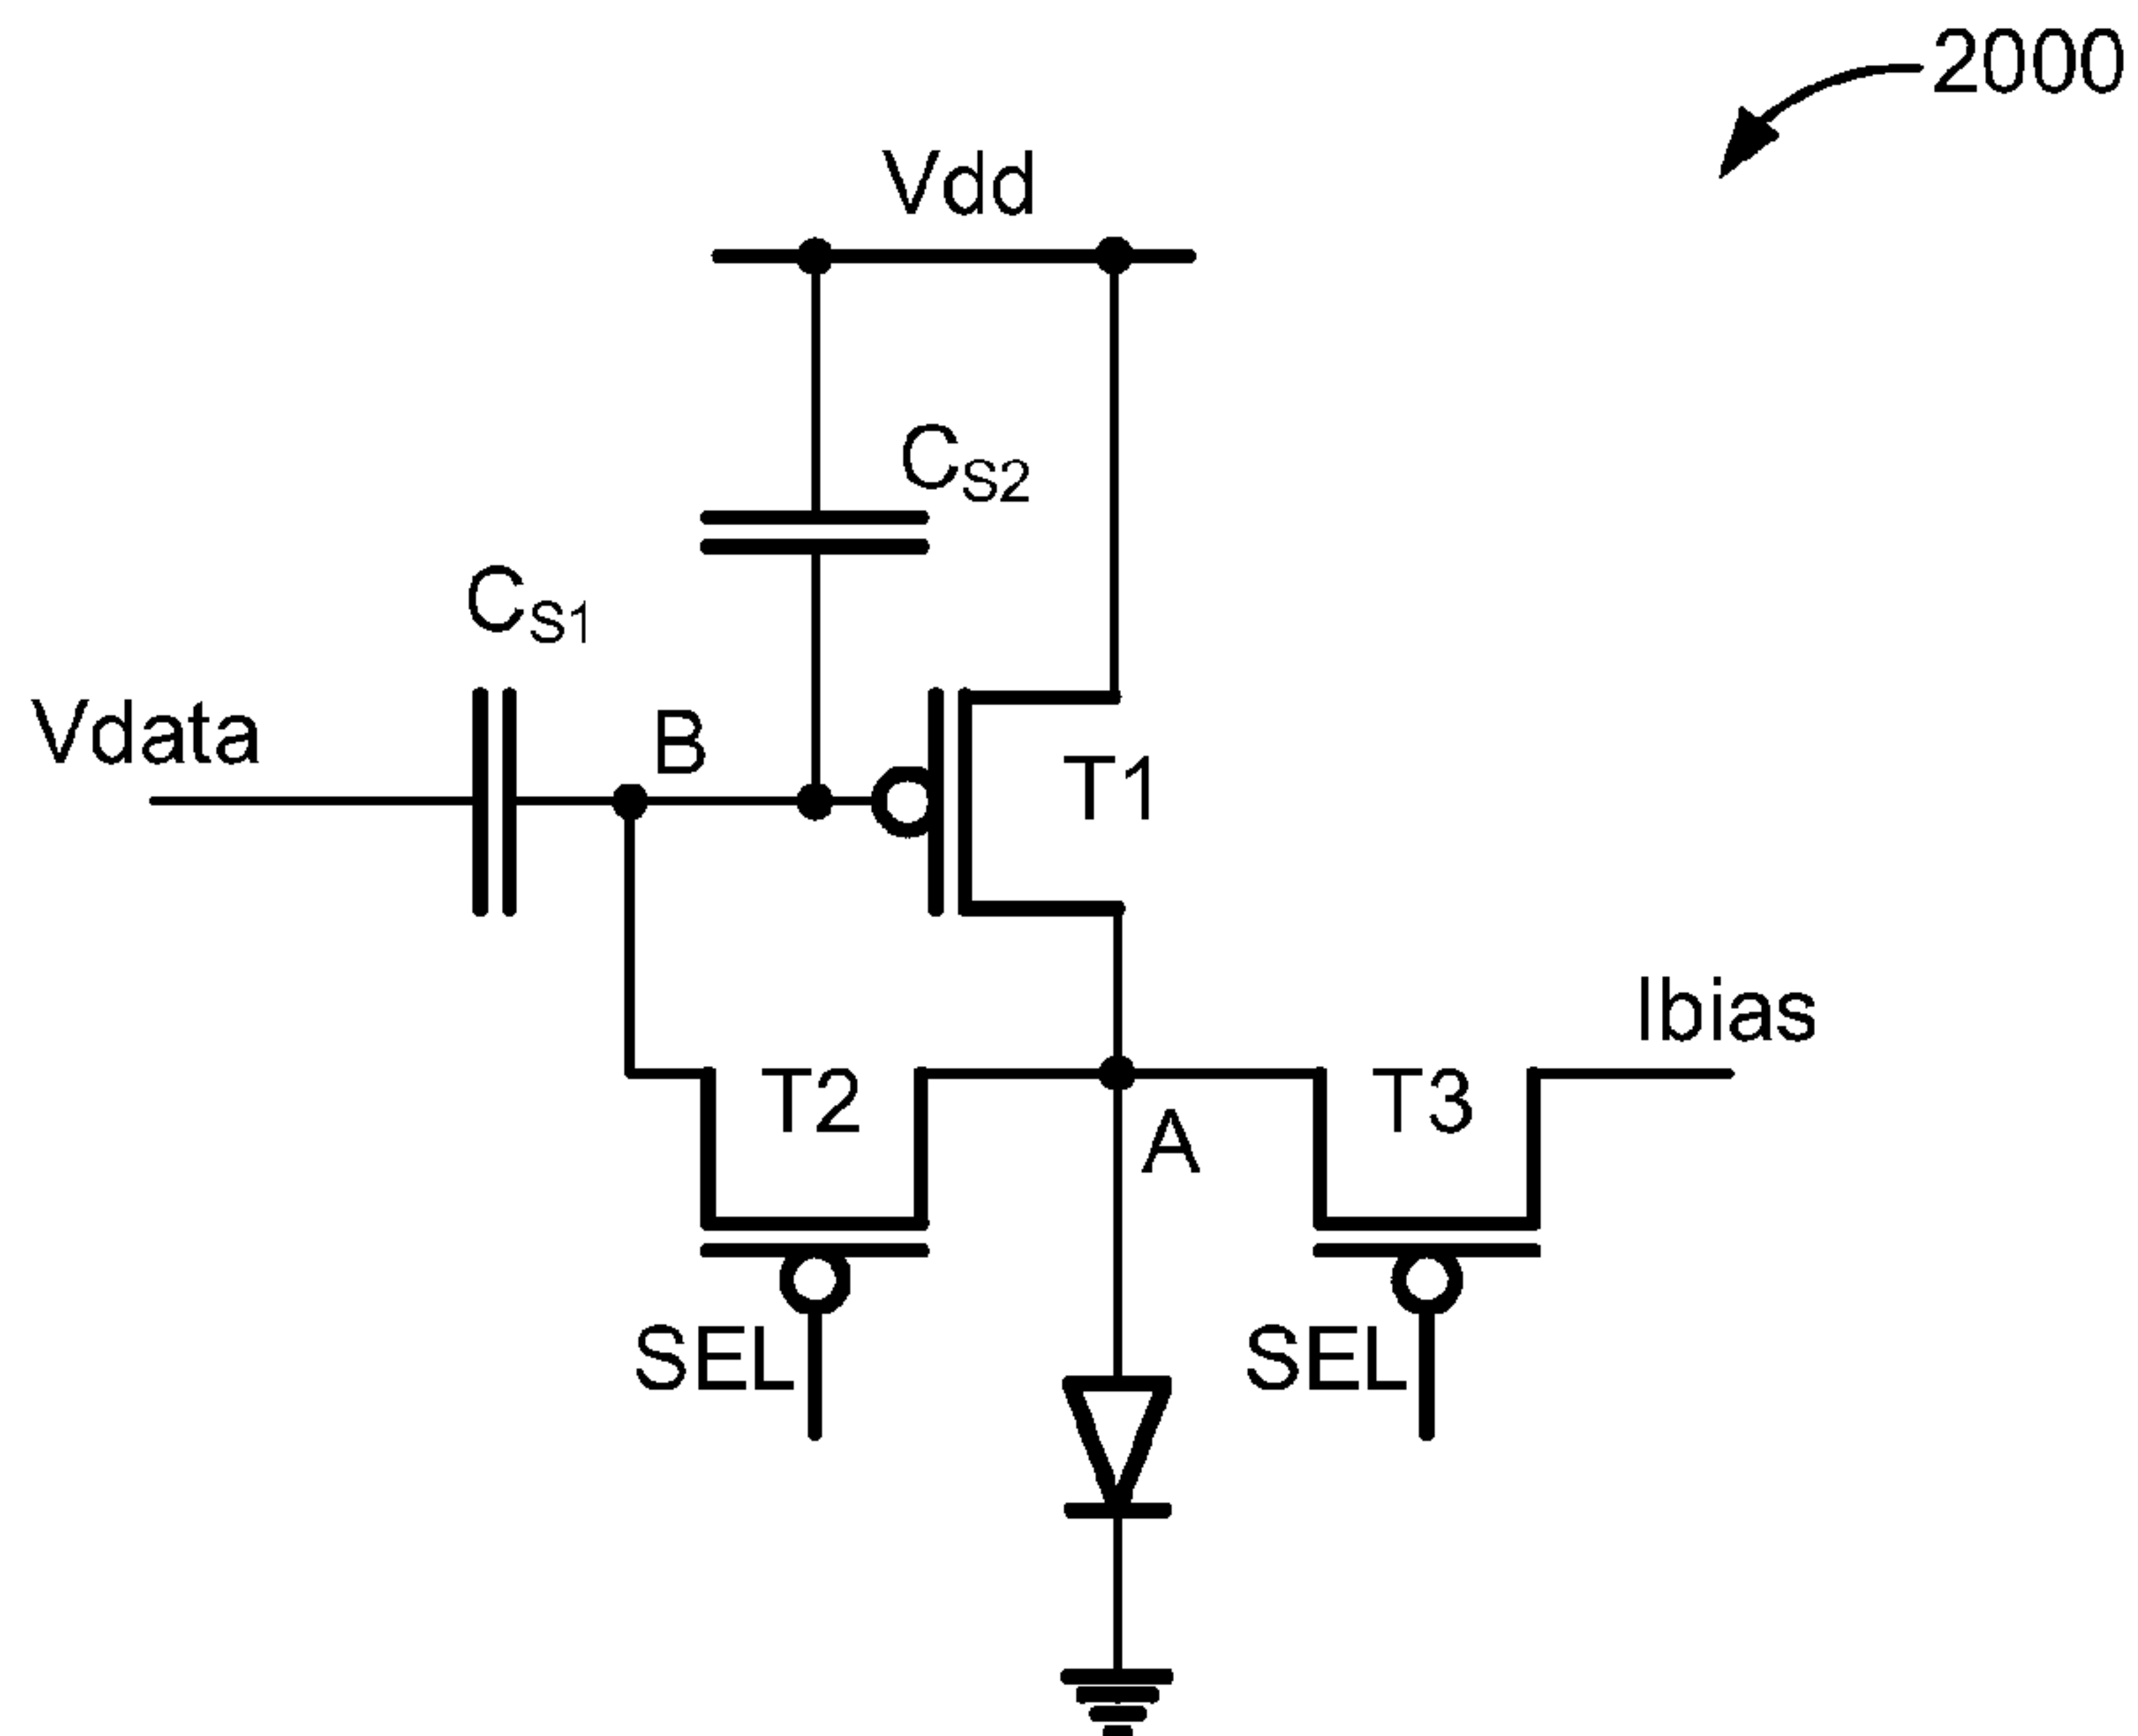 2000
Vdd
CS2
CS1
Vdata
B
T1
Ibias
T2
T3
A
SEL
SEL